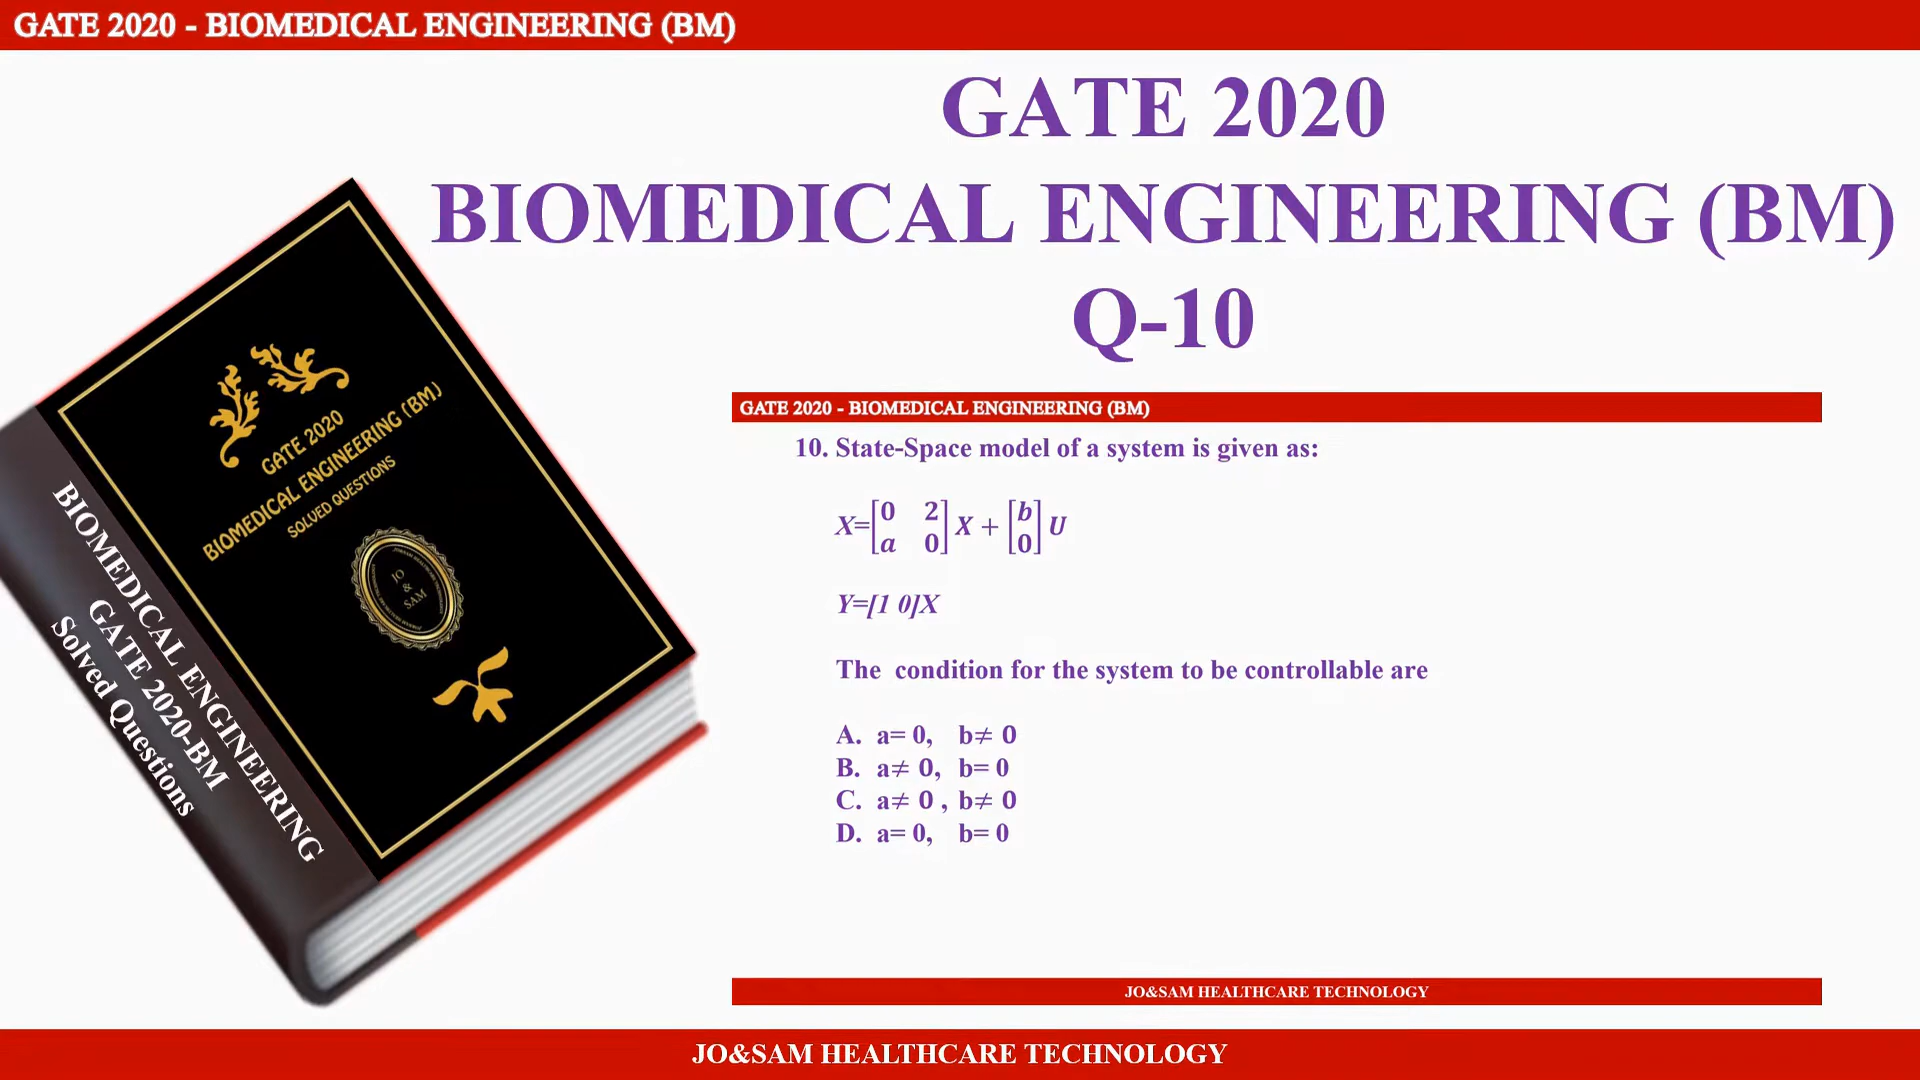 GATE 2020 - BIOMEDICAL ENGINEERING (BM)
GATE 2020
BIOMEDICAL ENGINEERING (BM)
Q-10
GATE 2020
BIOMEDICAL ENGINEERING (BM)
SOLVED QUESTIONS
JO
&
SAM
BIOMEDICAL ENGINEERING
GATE 2020-BM
Solved Questions
GATE 2020 - BIOMEDICAL ENGINEERING (BM)
10. State-Space model of a system is given as:
X=[0 2; a 0] X + [b; 0] U
Y=[1 0]X
The condition for the system to be controllable are
A. a= 0, b≠ 0
B. a≠ 0, b= 0
C. a≠ 0 , b≠ 0
D. a= 0, b= 0
JO&SAM HEALTHCARE TECHNOLOGY
JO&SAM HEALTHCARE TECHNOLOGY